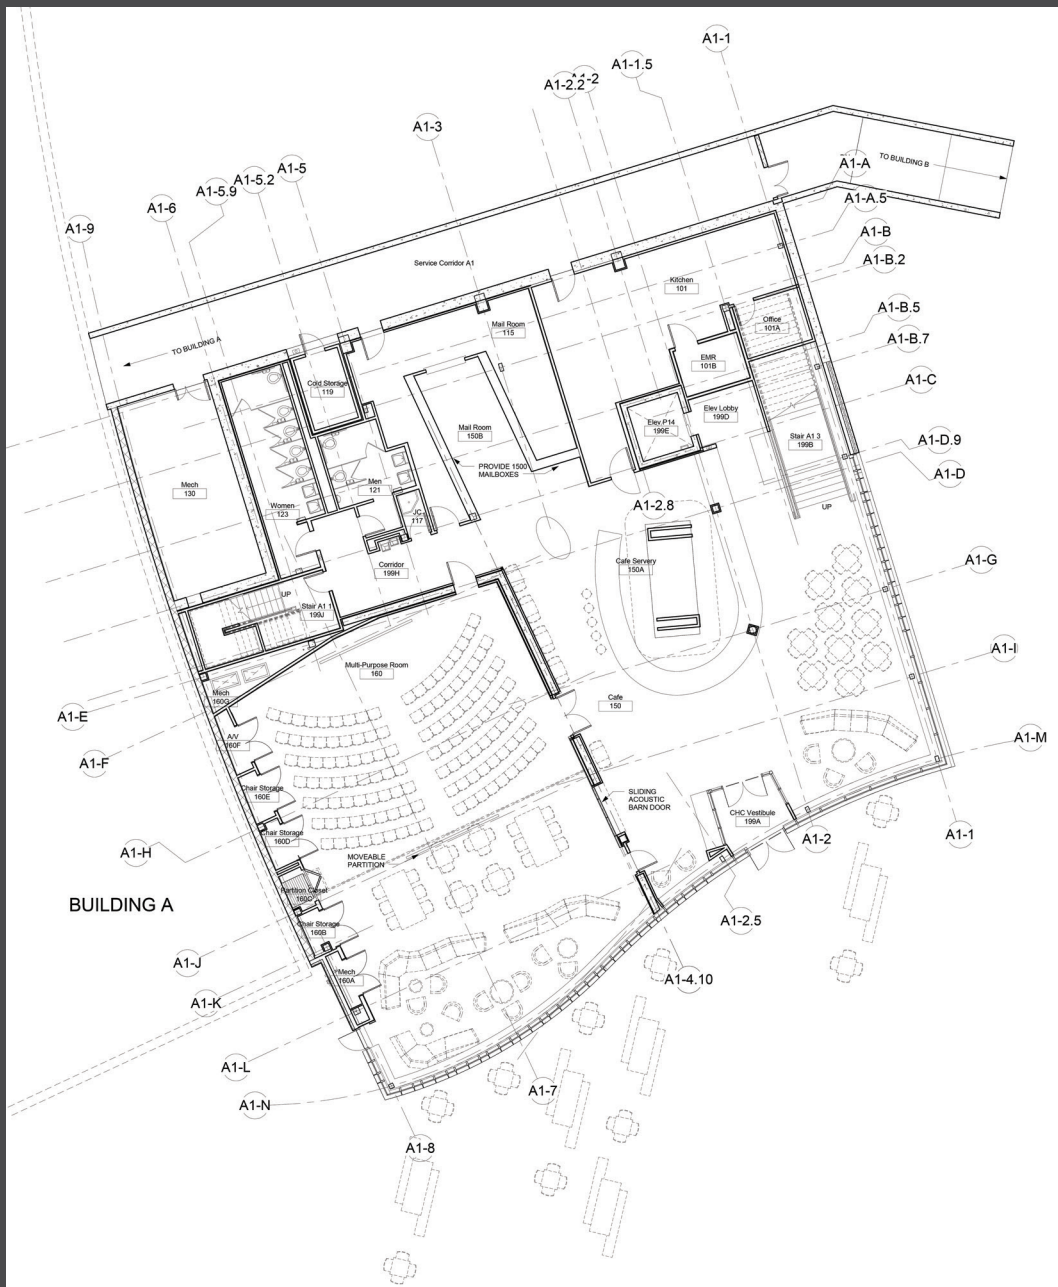 A1-1
A1-1.5
A1-2
A1-2.2
A1-3
A1-5
A1-5.2
A1-5.9
A1-6
A1-9
A1-A
TO BUILDING B
A1-A.5
A1-B
A1-B.2
A1-B.5
A1-B.7
A1-C
A1-D.9
A1-D
A1-G
A1-I
A1-M
Service Corridor A1
TO BUILDING A
Kitchen
101
Office
101A
Mail Room
115
EMR
101B
Cold Storage
119
Elev Lobby
199D
Elev.P14
199E
Stair A1 3
199B
UP
Mail Room
150B
PROVIDE 1500
MAILBOXES
Mech
130
Men
121
Women
123
JC
117
A1-2.8
Corridor
199H
Cafe Servery
150A
UP
Stair A1 1
199J
Multi-Purpose Room
160
Mech
160G
Cafe
150
A/V
160F
A1-E
A1-F
Chair Storage
160E
SLIDING
ACOUSTIC
BARN DOOR
CHC Vestibule
199A
Chair Storage
160D
A1-H
MOVEABLE
PARTITION
A1-2
A1-1
Partition Closet
160C
BUILDING A
Chair Storage
160B
A1-2.5
A1-J
Mech
160A
A1-4.10
A1-K
A1-L
A1-7
A1-N
A1-8